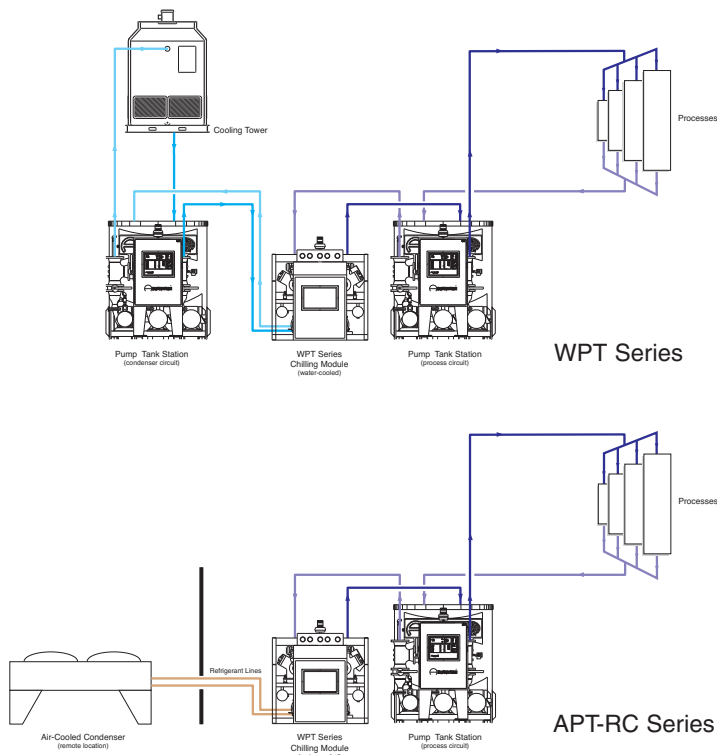 Cooling Tower
Processes
Pump Tank Station
(condenser circuit)
WPT Series
Chilling Module
(water-cooled)
Pump Tank Station
(process circuit)
WPT Series
Processes
Refrigerant Lines
Air-Cooled Condenser
(remote location)
WPT Series
Chilling Module
Pump Tank Station
(process circuit)
APT-RC Series